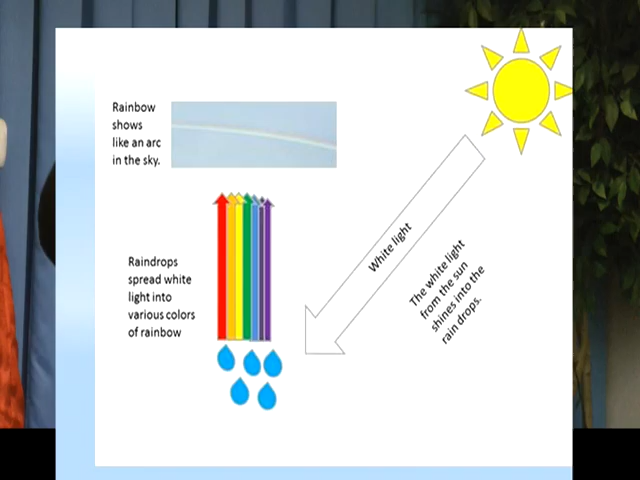 Rainbow
shows
like an arc
in the sky.
White light
The white light
from the sun
shines into the
rain drops.
Raindrops
spread white
light into
various colors
of rainbow